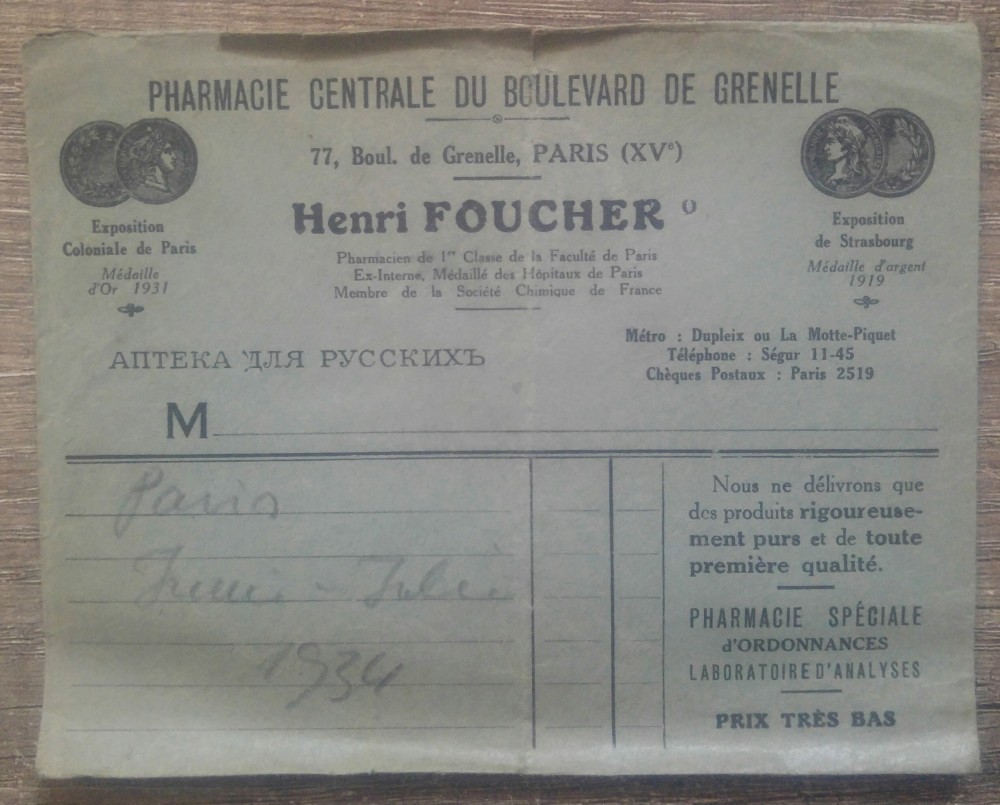 PHARMACIE CENTRALE DU BOULEVARD DE GRENELLE
77, Boul. de Grenelle, PARIS (XVᵉ)
Henri FOUCHER
Pharmacien de 1ʳᵉ Classe de la Faculté de Paris
Ex-Interne, Médaillé des Hôpitaux de Paris
Membre de la Société Chimique de France
Exposition
Coloniale de Paris
Médaille
d'Or 1931
Exposition
de Strasbourg
Médaille d'argent
1919
Métro : Dupleix ou La Motte-Piquet
Téléphone : Ségur 11-45
Chèques Postaux : Paris 2519
АПТЕКА ДЛЯ РУССКИХЪ
M
Paris
Juni - Juli
1934
Nous ne délivrons que
des produits rigoureuse-
ment purs et de toute
première qualité.
PHARMACIE SPÉCIALE
d'ORDONNANCES
LABORATOIRE D'ANALYSES
PRIX TRÈS BAS